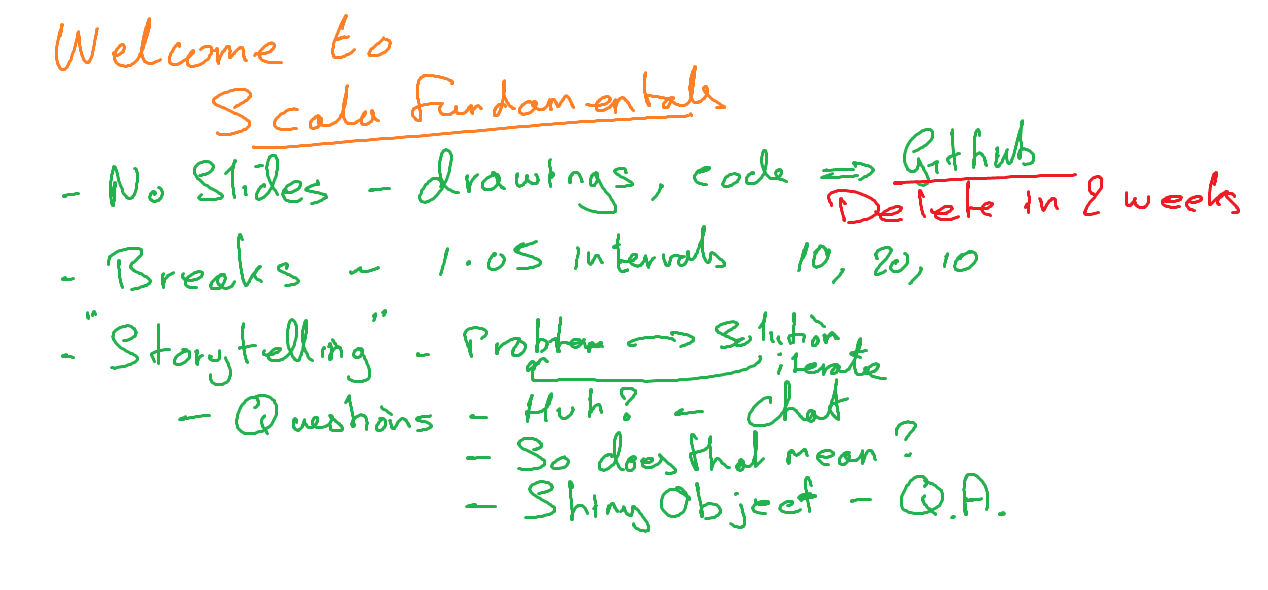 Welcome to
Scala Fundamentals
- No Slides - drawings, code => Github
Delete in 2 weeks
- Breaks ~ 1.05 intervals 10, 20, 10
- "Storytelling" - Problem -> Solution
iterate
- Questions - Huh? - Chat
- So does that mean?
- Shiny Object - Q.A.